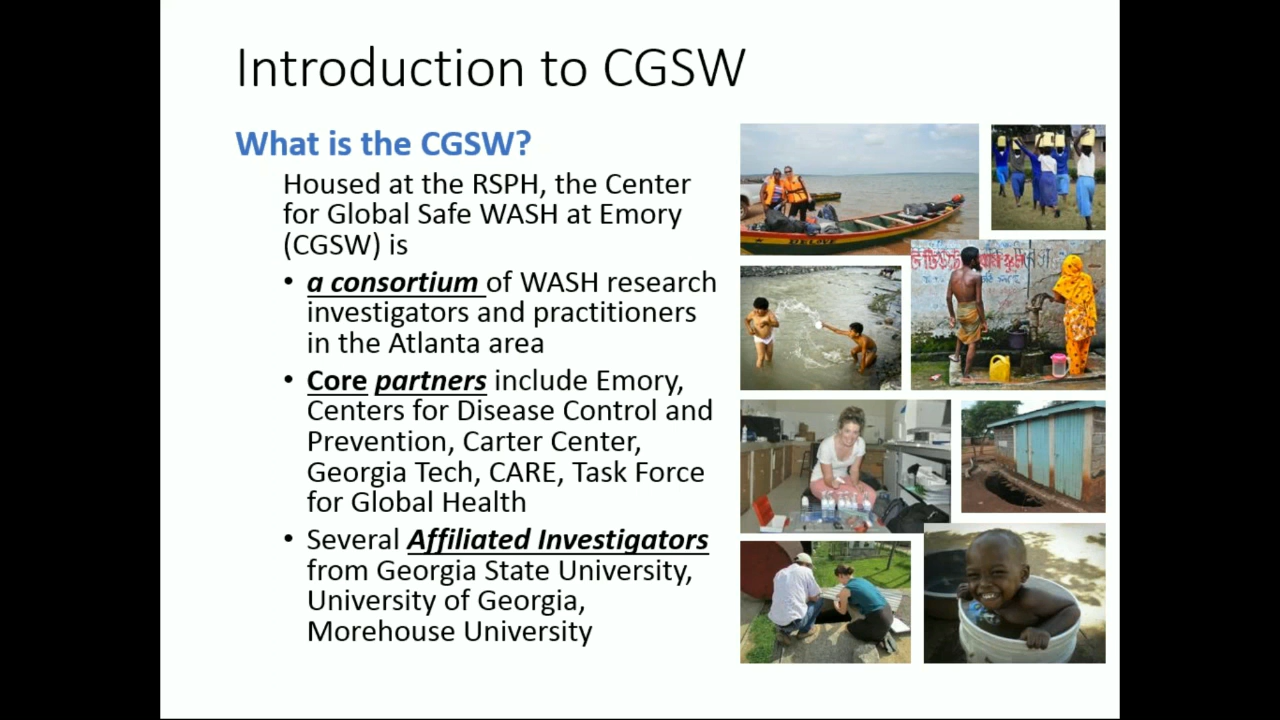 Introduction to CGSW
What is the CGSW?
Housed at the RSPH, the Center
for Global Safe WASH at Emory
(CGSW) is
• a consortium of WASH research
investigators and practitioners
in the Atlanta area
• Core partners include Emory,
Centers for Disease Control and
Prevention, Carter Center,
Georgia Tech, CARE, Task Force
for Global Health
• Several Affiliated Investigators
from Georgia State University,
University of Georgia,
Morehouse University